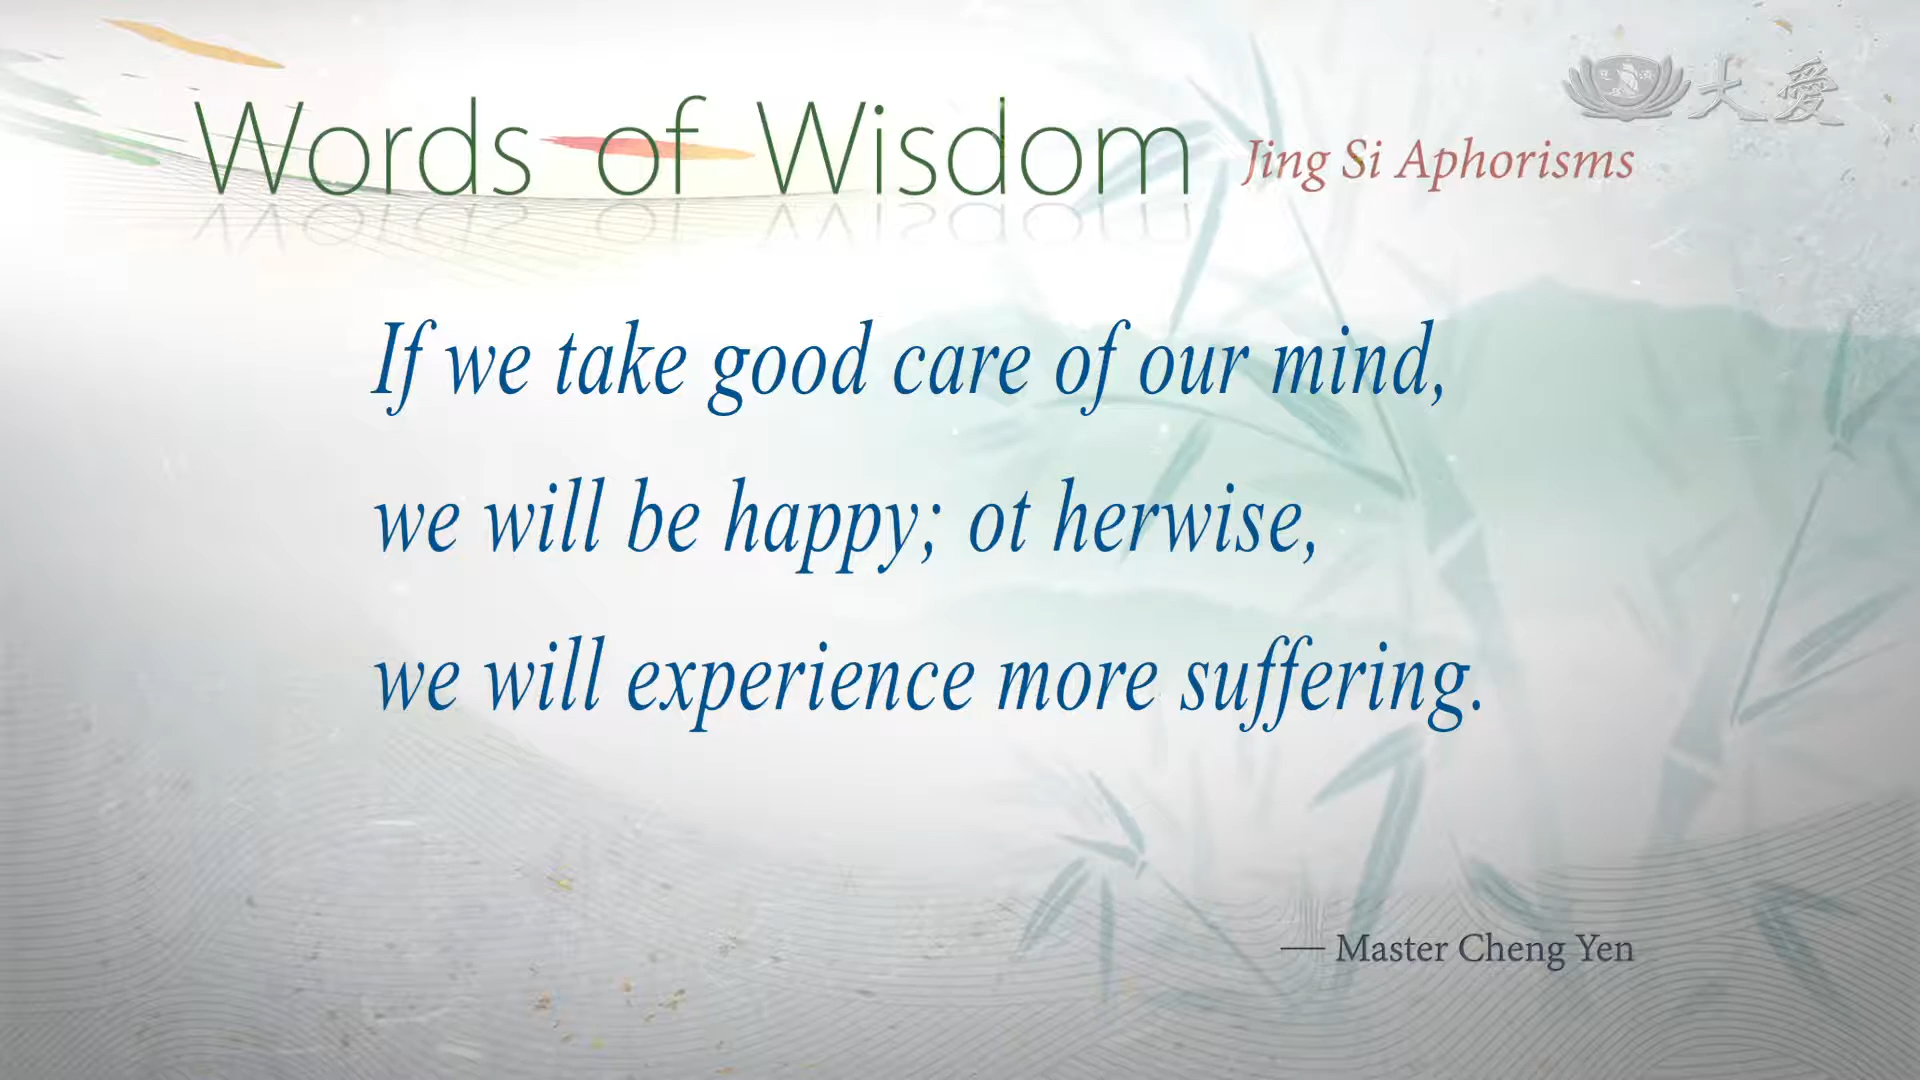 大愛
Words of Wisdom Jing Si Aphorisms
If we take good care of our mind,
we will be happy; ot herwise,
we will experience more suffering.
— Master Cheng Yen